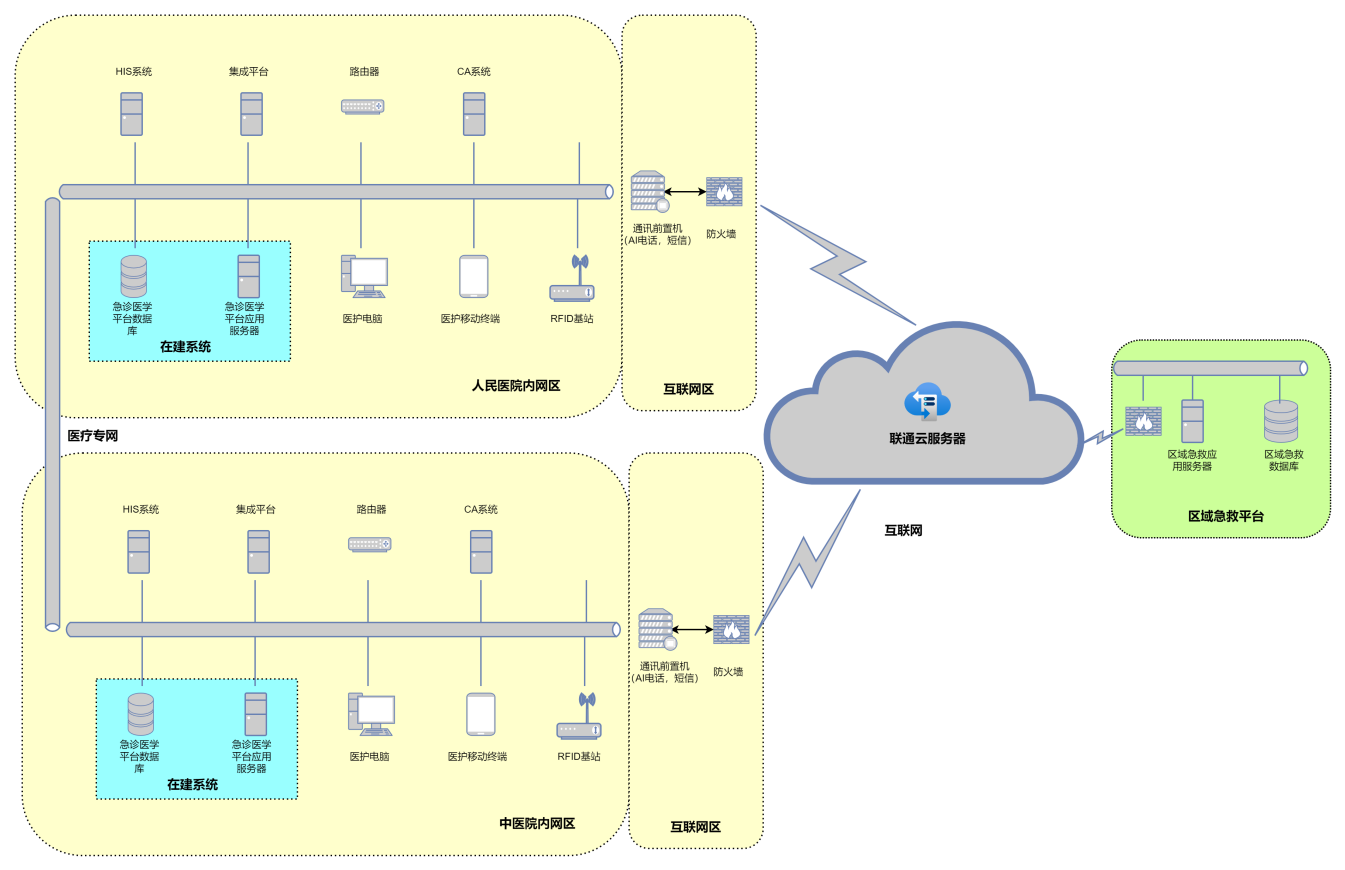 HIS系统
集成平台
路由器
CA系统
通讯前置机
(AI电话，短信)
防火墙
急诊医学
平台数据
库
急诊医学
平台应用
服务器
在建系统
医护电脑
医护移动终端
RFID基站
人民医院内网区
互联网区
医疗专网
联通云服务器
互联网
区域急救应
用服务器
区域急救
数据库
区域急救平台
HIS系统
集成平台
路由器
CA系统
通讯前置机
(AI电话，短信)
防火墙
急诊医学
平台数据
库
急诊医学
平台应用
服务器
在建系统
医护电脑
医护移动终端
RFID基站
中医院内网区
互联网区